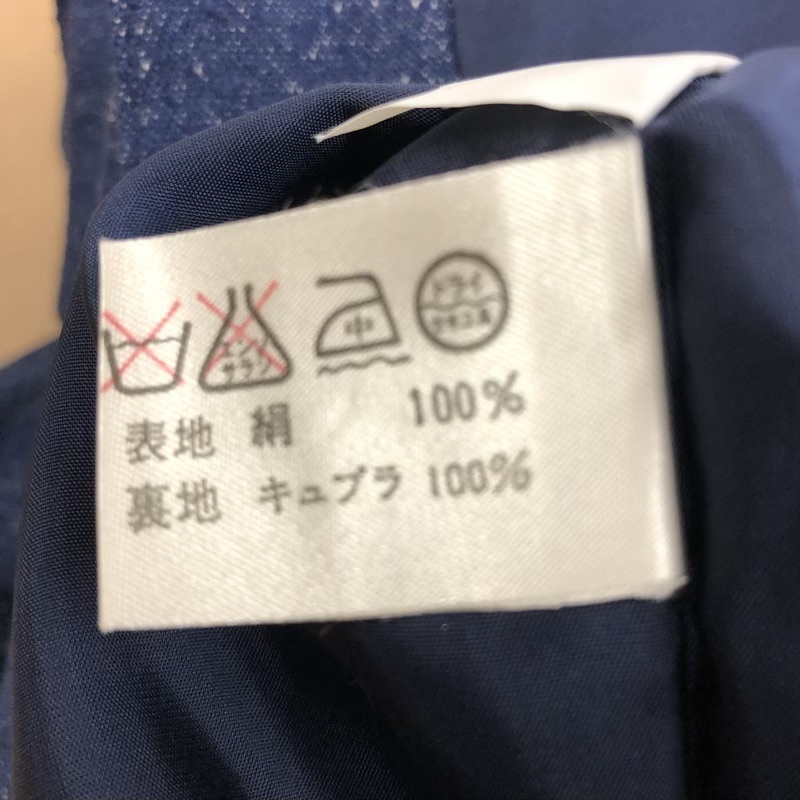 エンソ
サラシ
中
ドライ
セキユ系
表地 絹 100%
裏地 キュプラ 100%